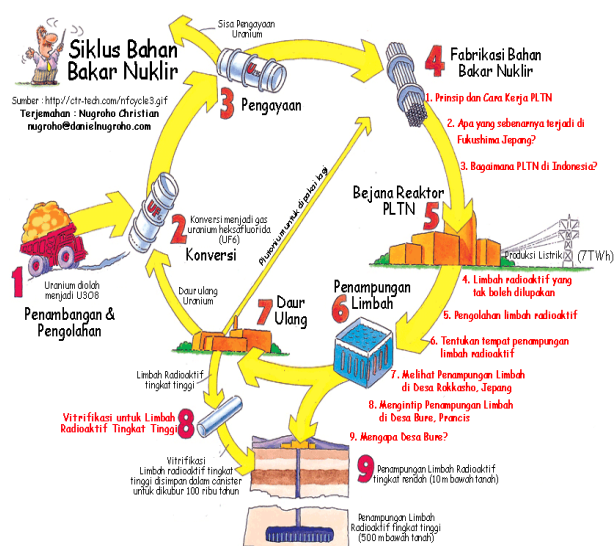 Siklus Bahan
Bakar Nuklir
Sumber : http://ctr-tech.com/nfcycle3.gif
Terjemahan : Nugroho Christian
nugroho@danielnugroho.com
Sisa Pengayaan
Uranium
3 Pengayaan
4 Fabrikasi Bahan
Bakar Nuklir
1. Prinsip dan Cara Kerja PLTN
2. Apa yang sebenarnya terjadi di
Fukushima Jepang?
3. Bagaimana PLTN di Indonesia?
Plutonium untuk dipakai lagi
Bejana Reaktor
PLTN
5
Produksi Listrik
(7TWh)
2
Konversi menjadi gas
uranium heksafluorida
(UF6)
Konversi
1
Uranium diolah
menjadi U3O8
Penambangan &
Pengolahan
Daur ulang
Uranium
7 Daur
Ulang
Penampungan
6 Limbah
4. Limbah radioaktif yang
tak boleh dilupakan
5. Pengolahan limbah radioaktif
6. Tentukan tempat penampungan
limbah radioaktif
7. Melihat Penampungan Limbah
di Desa Rokkasho, Jepang
8. Mengintip Penampungan Limbah
di Desa Bure, Prancis
9. Mengapa Desa Bure?
Limbah Radioaktif
tingkat tinggi
Vitrifikasi untuk Limbah
Radioaktif Tingkat Tinggi
8
Vitrifikasi
Limbah radioaktif tingkat
tinggi disimpan dalam canister
untuk dikubur 100 ribu tahun
9
Penampungan Limbah Radioaktif
tingkat rendah (10 m bawah tanah)
Penampungan Limbah
Radioaktif tingkat tinggi
(500 m bawah tanah)